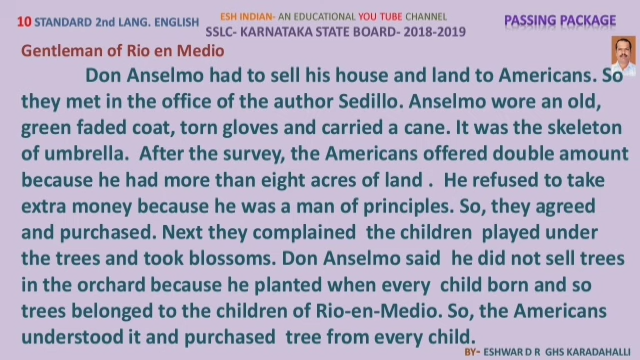 10 STANDARD 2nd LANG. ENGLISH
ESH INDIAN- AN EDUCATIONAL YOU TUBE CHANNEL
SSLC- KARNATAKA STATE BOARD- 2018-2019
PASSING PACKAGE
Gentleman of Rio en Medio
Don Anselmo had to sell his house and land to Americans. So
they met in the office of the author Sedillo. Anselmo wore an old,
green faded coat, torn gloves and carried a cane. It was the skeleton
of umbrella. After the survey, the Americans offered double amount
because he had more than eight acres of land . He refused to take
extra money because he was a man of principles. So, they agreed
and purchased. Next they complained the children played under
the trees and took blossoms. Don Anselmo said he did not sell trees
in the orchard because he planted when every child born and so
trees belonged to the children of Rio-en-Medio. So, the Americans
understood it and purchased tree from every child.
BY- ESHWAR D R GHS KARADAHALLI